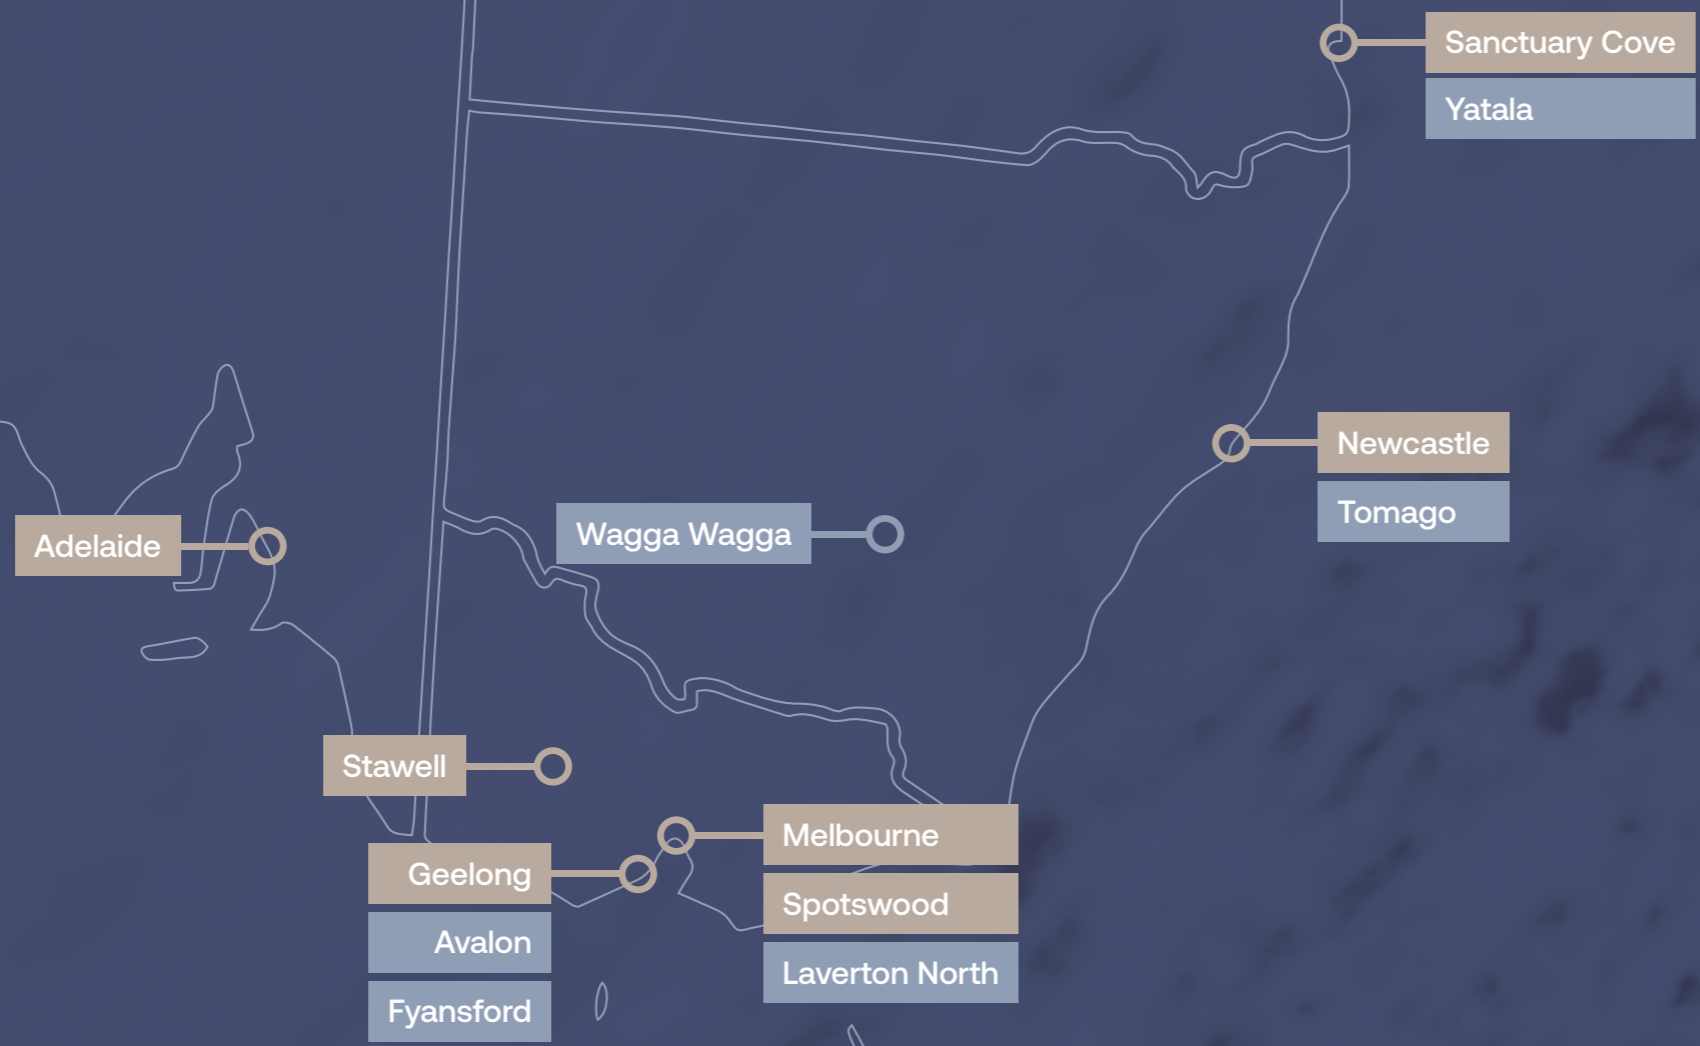 Sanctuary Cove
Yatala
Newcastle
Tomago
Wagga Wagga
Adelaide
Stawell
Melbourne
Spotswood
Laverton North
Geelong
Avalon
Fyansford